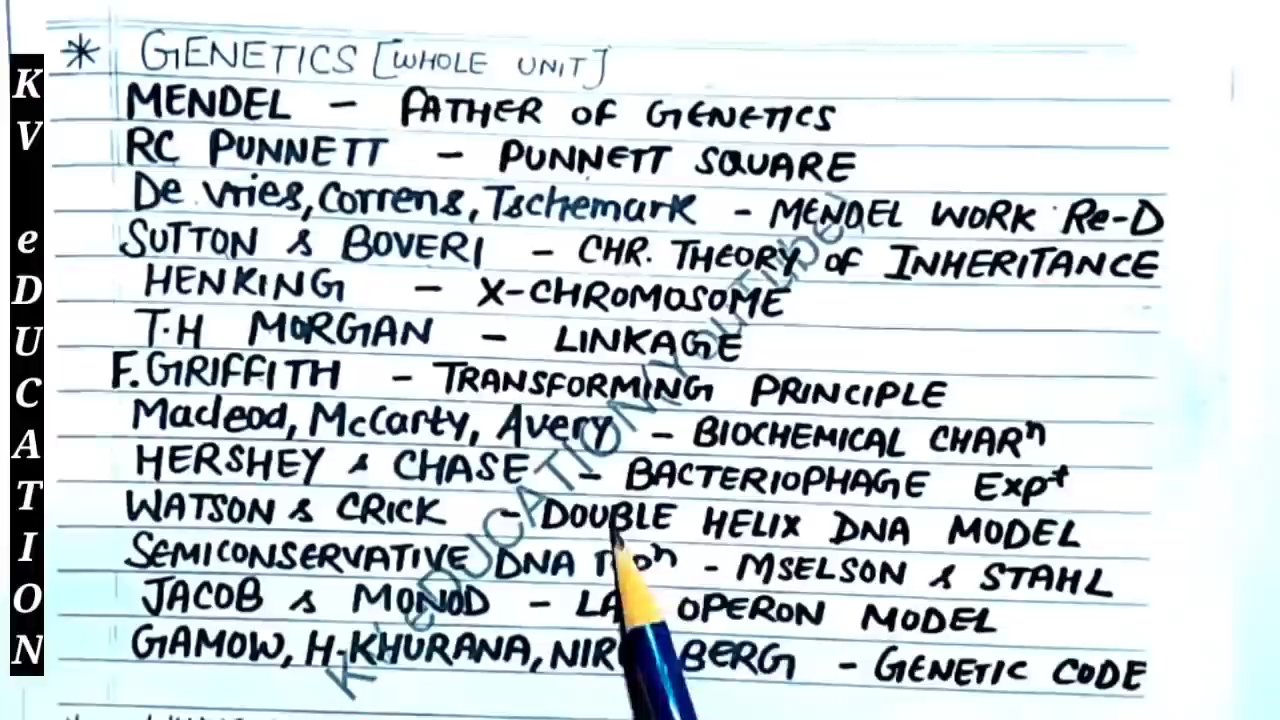 KV eDUCATION
* GENETICS [WHOLE UNIT]
MENDEL - FATHER OF GENETICS
RC PUNNETT - PUNNETT SQUARE
De vries, Correns, Tschemark - MENDEL WORK Re-D
SUTTON & BOVERI - CHR. THEORY of INHERITANCE
HENKING - X-CHROMOSOME
T.H MORGAN - LINKAGE
F. GRIFFITH - TRANSFORMING PRINCIPLE
Macleod, McCarty, Avery - BIOCHEMICAL CHARⁿ
HERSHEY & CHASE - BACTERIOPHAGE Expt
WATSON & CRICK - DOUBLE HELIX DNA MODEL
SEMICONSERVATIVE DNA - MSELSON & STAHL
JACOB & MONOD - OPERON MODEL
GAMOW, H.KHURANA, - GENETIC CODE